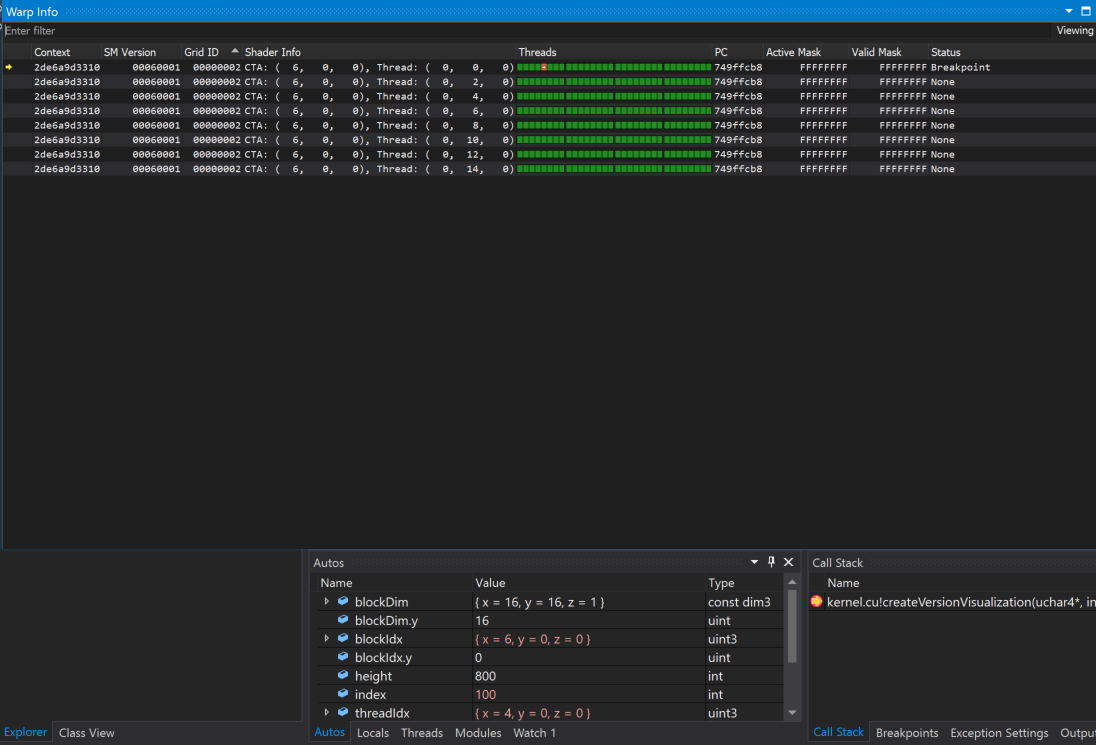 Warp Info
Enter filter Viewing
Context SM Version Grid ID Shader Info Threads PC Active Mask Valid Mask Status
2de6a9d3310 00060001 00000002 CTA: ( 6, 0, 0), Thread: ( 0, 0, 0) 749ffcb8 FFFFFFFF FFFFFFFF Breakpoint
2de6a9d3310 00060001 00000002 CTA: ( 6, 0, 0), Thread: ( 0, 2, 0) 749ffcb8 FFFFFFFF FFFFFFFF None
2de6a9d3310 00060001 00000002 CTA: ( 6, 0, 0), Thread: ( 0, 4, 0) 749ffcb8 FFFFFFFF FFFFFFFF None
2de6a9d3310 00060001 00000002 CTA: ( 6, 0, 0), Thread: ( 0, 6, 0) 749ffcb8 FFFFFFFF FFFFFFFF None
2de6a9d3310 00060001 00000002 CTA: ( 6, 0, 0), Thread: ( 0, 8, 0) 749ffcb8 FFFFFFFF FFFFFFFF None
2de6a9d3310 00060001 00000002 CTA: ( 6, 0, 0), Thread: ( 0, 10, 0) 749ffcb8 FFFFFFFF FFFFFFFF None
2de6a9d3310 00060001 00000002 CTA: ( 6, 0, 0), Thread: ( 0, 12, 0) 749ffcb8 FFFFFFFF FFFFFFFF None
2de6a9d3310 00060001 00000002 CTA: ( 6, 0, 0), Thread: ( 0, 14, 0) 749ffcb8 FFFFFFFF FFFFFFFF None
Autos
Name Value Type
blockDim { x = 16, y = 16, z = 1 } const dim3
blockDim.y 16 uint
blockIdx { x = 6, y = 0, z = 0 } uint3
blockIdx.y 0 uint
height 800 int
index 100 int
threadIdx { x = 4, y = 0, z = 0 } uint3
Call Stack
Name
kernel.cu!createVersionVisualization(uchar4*, in
Explorer Class View
Autos Locals Threads Modules Watch 1
Call Stack Breakpoints Exception Settings Outpu